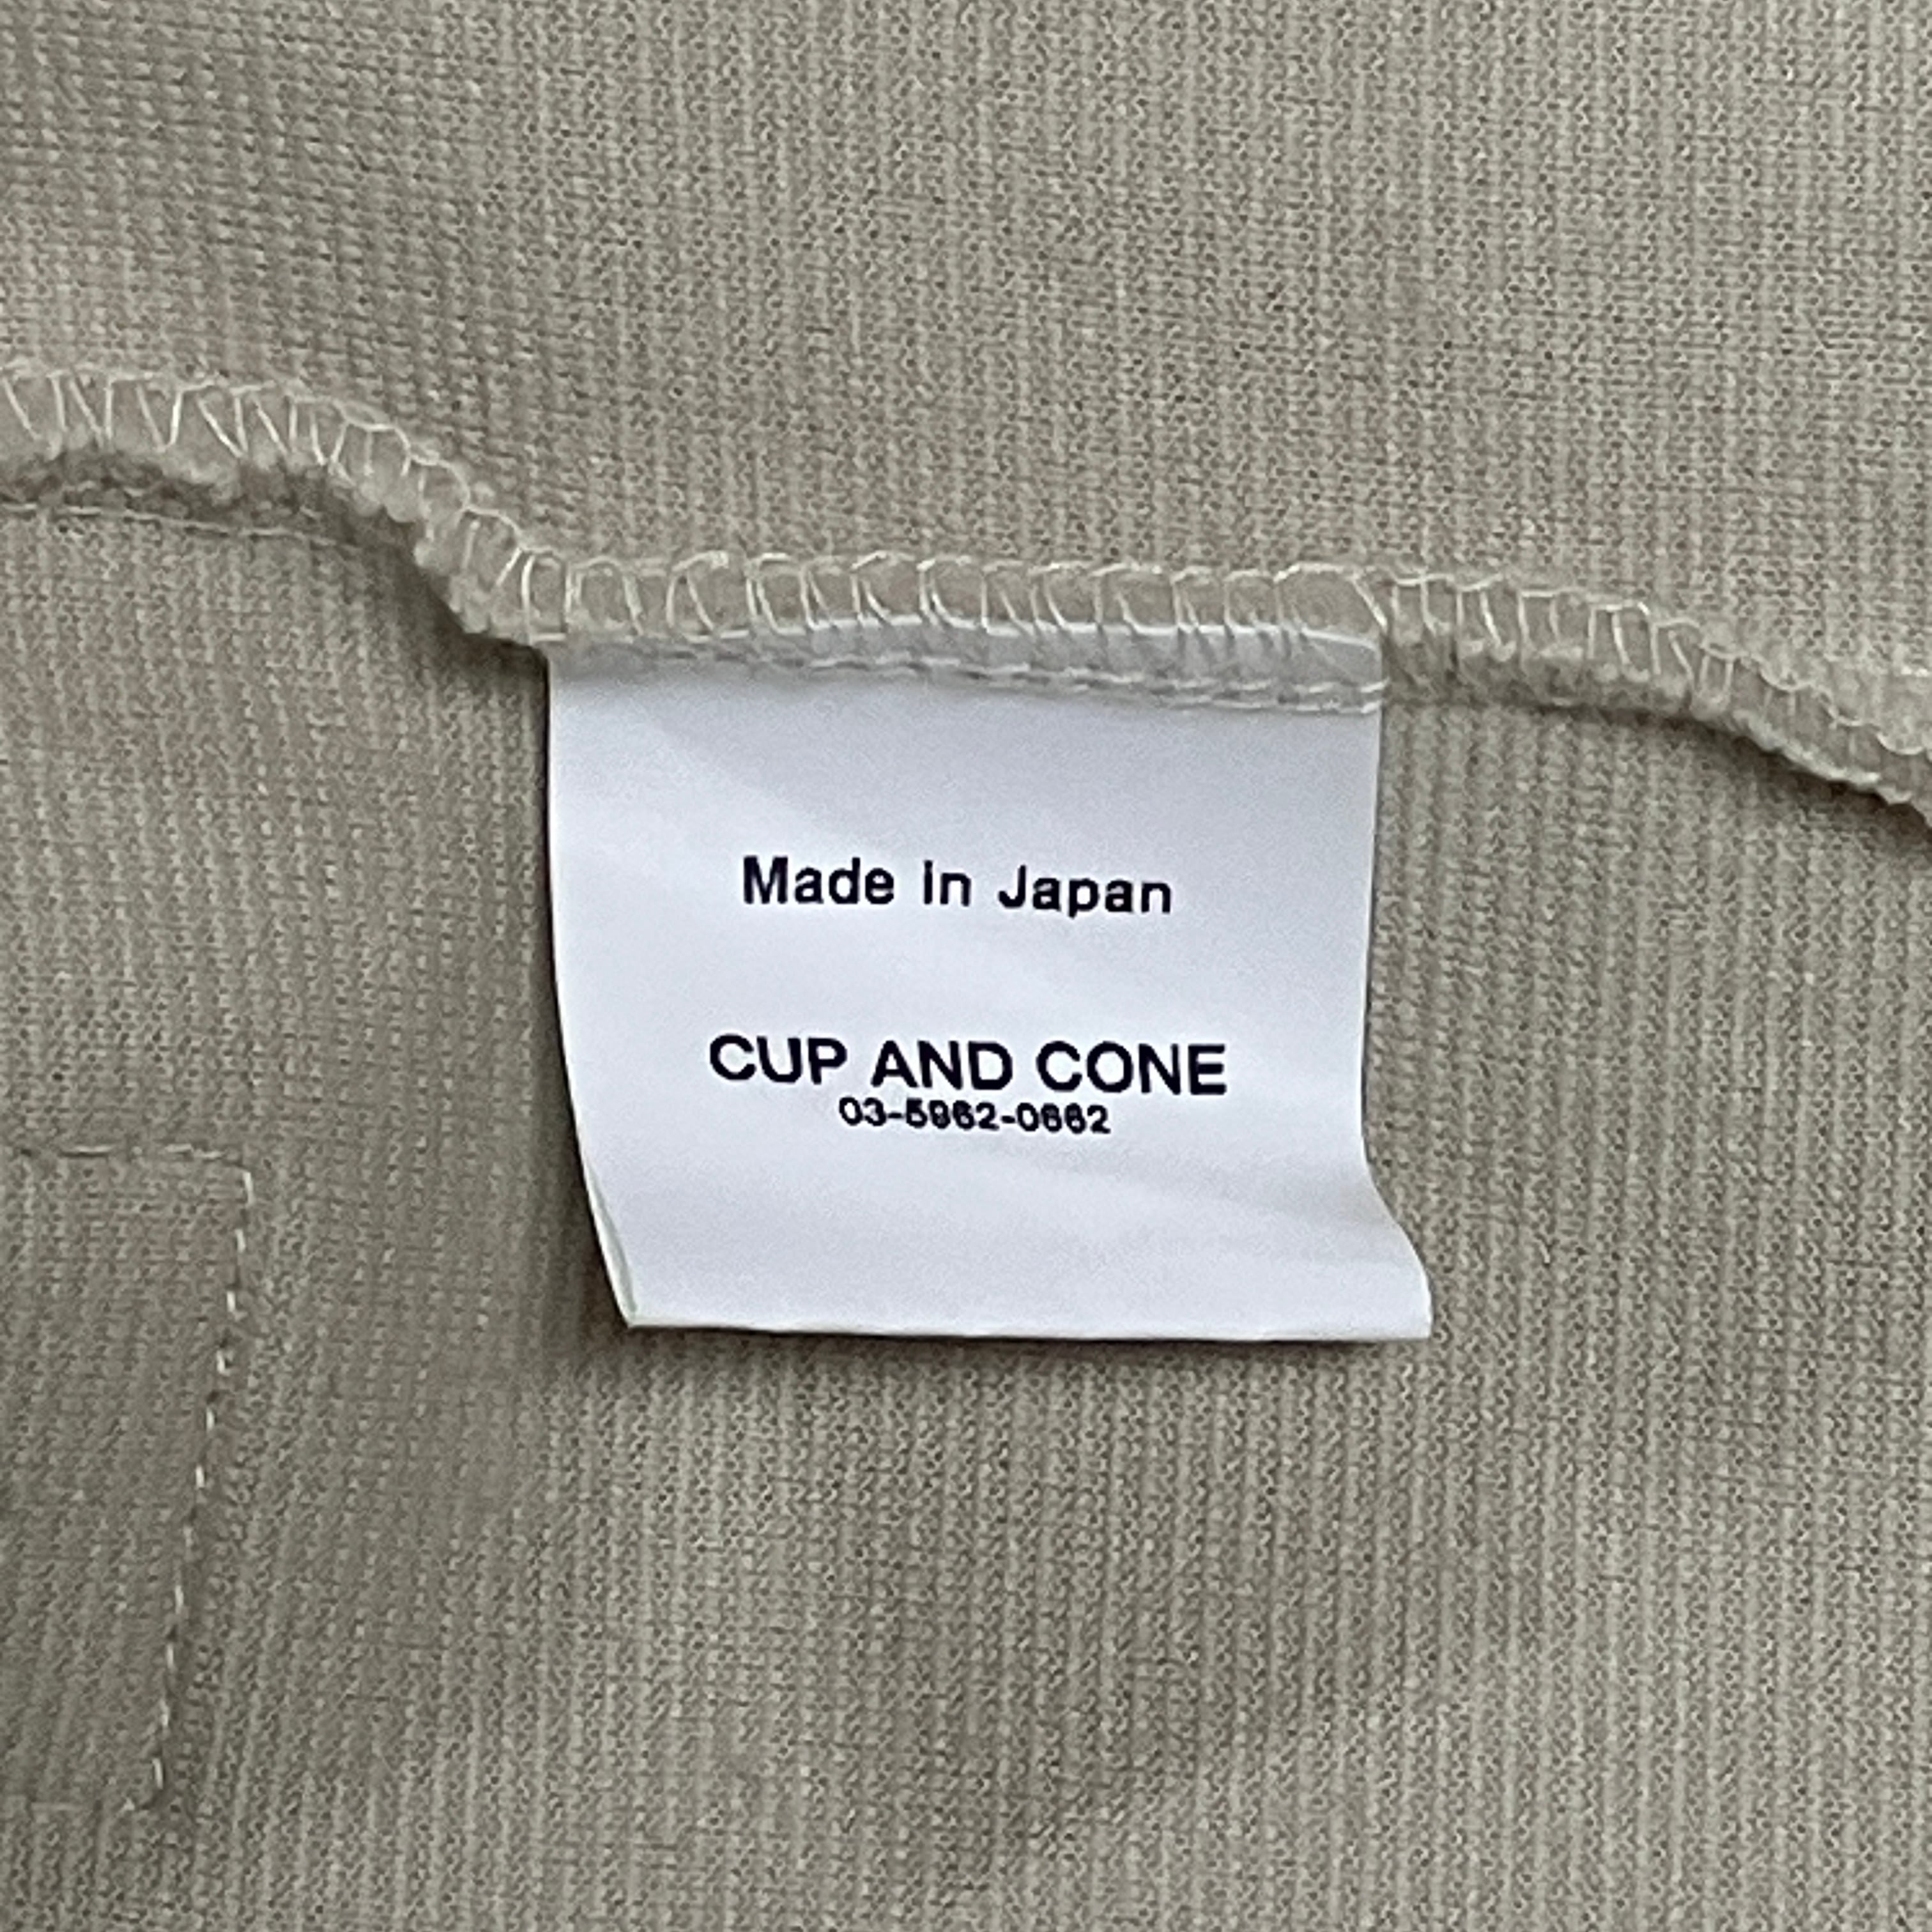 Made in Japan
CUP AND CONE
03-5962-0662